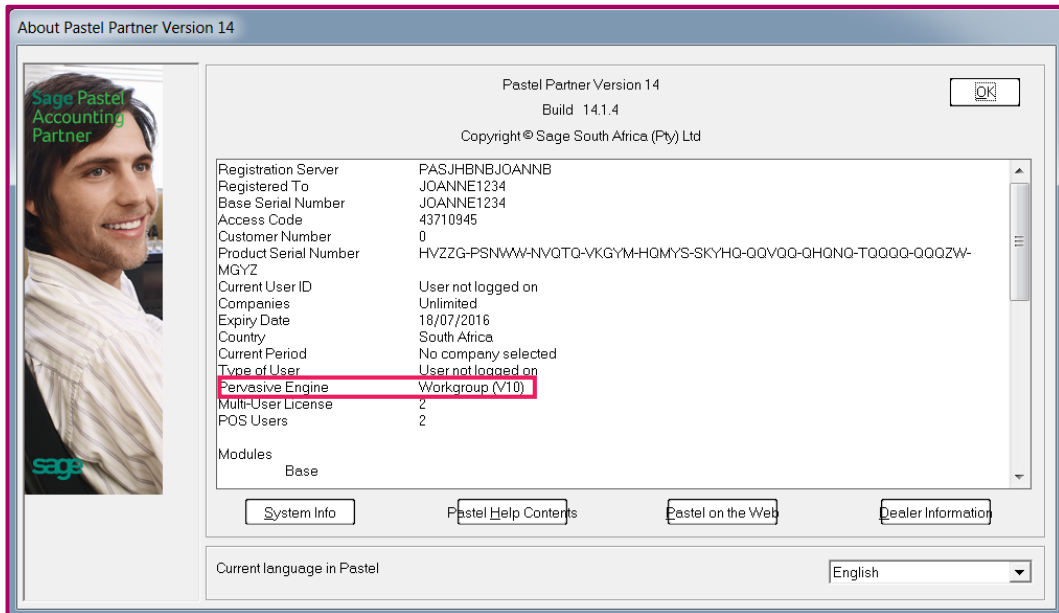 About Pastel Partner Version 14
Sage Pastel
Accounting
Partner
sage
Pastel Partner Version 14
Build 14.1.4
Copyright © Sage South Africa (Pty) Ltd
OK
Registration Server PASJHBNBJOANNB
Registered To JOANNE1234
Base Serial Number JOANNE1234
Access Code 43710945
Customer Number 0
Product Serial Number HVZZG-PSNWW-NVQTQ-VKGYM-HQMYS-SKYHQ-QQVQQ-QHQNQ-TQQQQ-QQQZW-
MGYZ
Current User ID User not logged on
Companies Unlimited
Expiry Date 18/07/2016
Country South Africa
Current Period No company selected
Type of User User not logged on
Pervasive Engine Workgroup (V10)
Multi-User License 2
POS Users 2
Modules
Base
System Info Pastel Help Contents Pastel on the Web Dealer Information
Current language in Pastel English